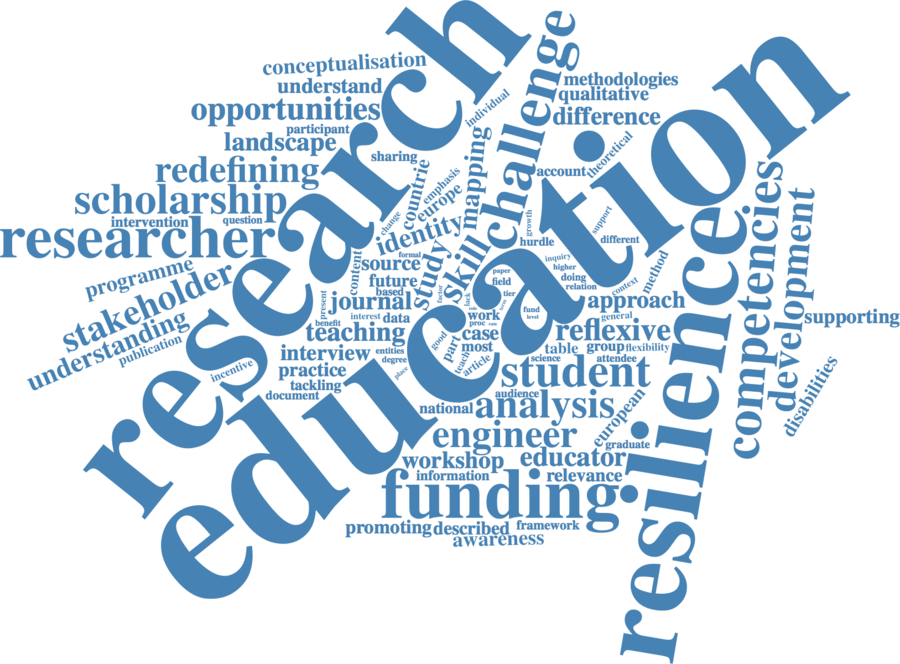 research
education
resilience
challenge
conceptualisation
understand
opportunities
participant
landscape
redefining
scholarship
intervention
question
researcher
programme
stakeholder
understanding
publication
incentive
individual
sharing
countrie
emphasis
europe
change
identity
mapping
skill
study
formal
source
content
future
based
factor
lack
journal
present
interest
data
benefit
teaching
interview
entities
practice
degree
tackling
place
document
methodologies
qualitative
difference
theoretical
account
growth
support
hurdle
different
inquiry
paper
higher
field
doing
relation
tier
context
method
fund
general
level
approach
work
proc
case
good
part
most
teach
article
reflexive
table
group
flexibility
science
attendee
student
audience
national
analysis
european
engineer
graduate
workshop
educator
information
relevance
funding
promoting
described
framework
awareness
competencies
development
supporting
disabilities